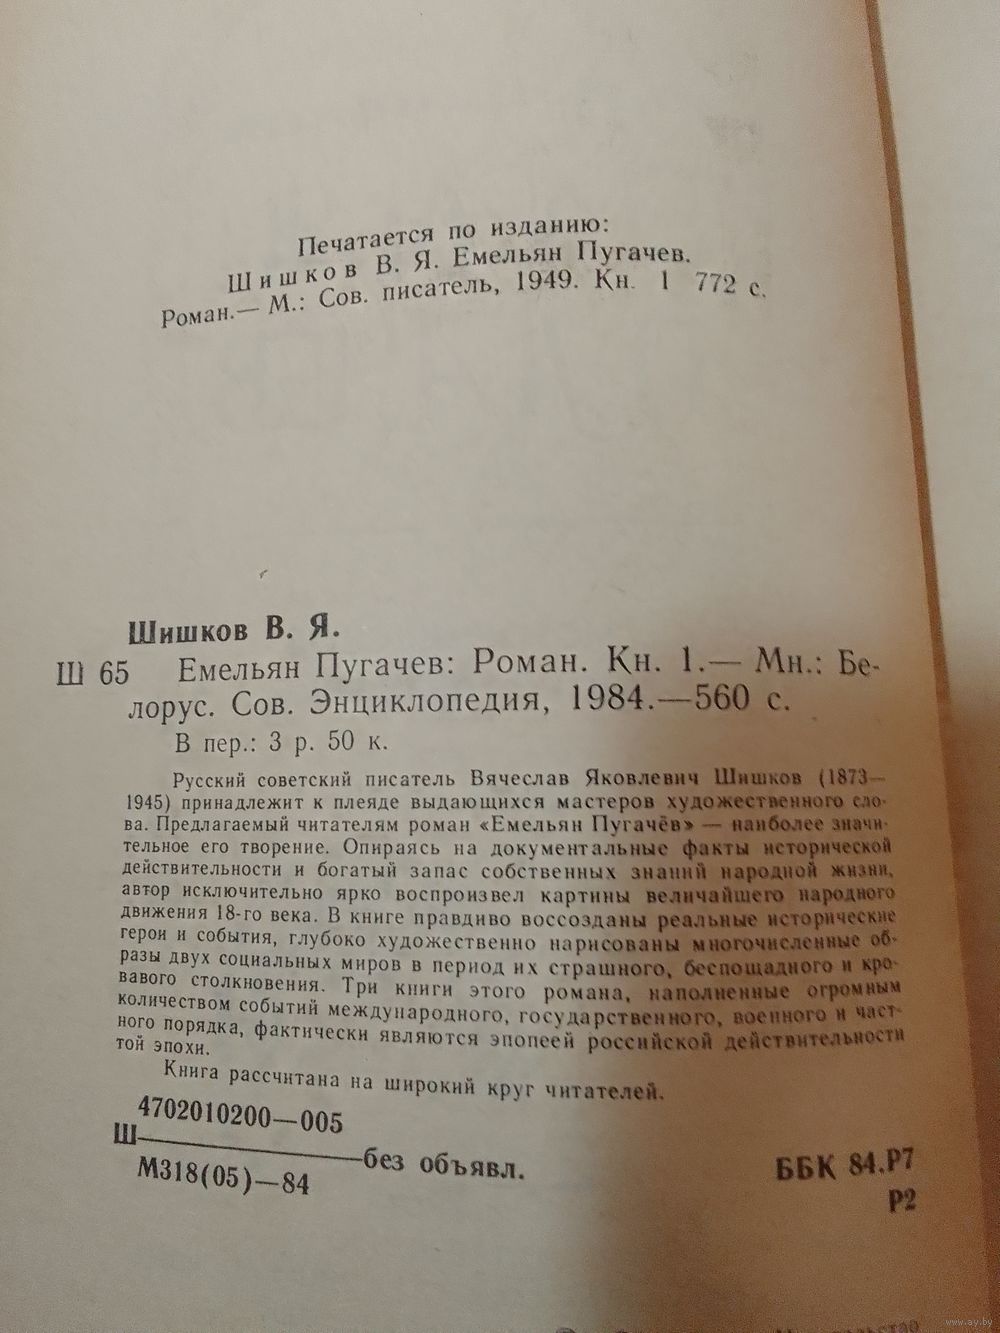 Печатается по изданию:
Шишков В. Я. Емельян Пугачев.
Роман.— М.: Сов. писатель, 1949. Кн. 1 772 с.
Шишков В. Я.
Ш 65 Емельян Пугачев: Роман. Кн. 1.— Мн.: Бе-
лорус. Сов. Энциклопедия, 1984.—560 с.
В пер.: 3 р. 50 к.
Русский советский писатель Вячеслав Яковлевич Шишков (1873—
1945) принадлежит к плеяде выдающихся мастеров художественного сло-
ва. Предлагаемый читателям роман «Емельян Пугачёв» — наиболее значи-
тельное его творение. Опираясь на документальные факты исторической
действительности и богатый запас собственных знаний народной жизни,
автор исключительно ярко воспроизвел картины величайшего народного
движения 18-го века. В книге правдиво воссозданы реальные исторические
герои и события, глубоко художественно нарисованы многочисленные об-
разы двух социальных миров в период их страшного, беспощадного и кро-
вавого столкновения. Три книги этого романа, наполненные огромным
количеством событий международного, государственного, военного и част-
ного порядка, фактически являются эпопеей российской действительности
той эпохи.
Книга рассчитана на широкий круг читателей.
4702010200—005
Ш————без объявл.
М318(05)—84
ББК 84.Р7
Р2
www.ay.by